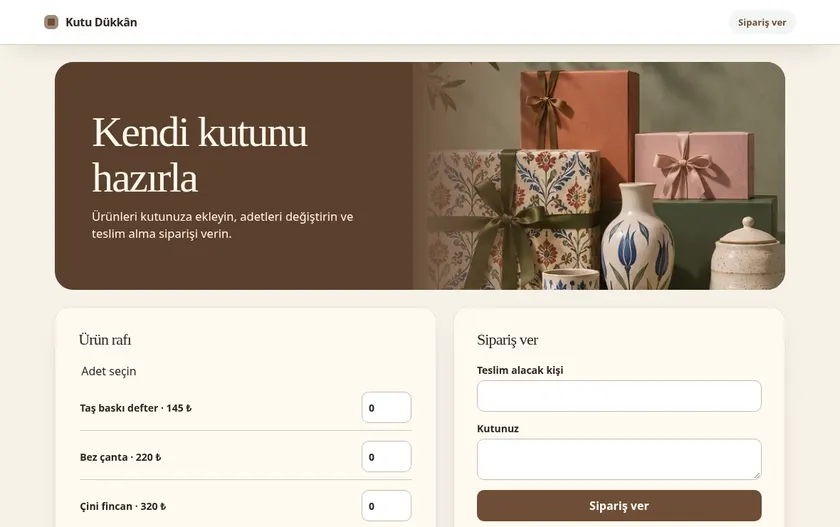 Kutu Dükkân
Sipariş ver
Kendi kutunu
hazırla
Ürünleri kutunuza ekleyin, adetleri değiştirin ve
teslim alma siparişi verin.
Ürün rafı
Adet seçin
Taş baskı defter · 145 ₺
0
Bez çanta · 220 ₺
0
Çini fincan · 320 ₺
0
Sipariş ver
Teslim alacak kişi
Kutunuz
Sipariş ver